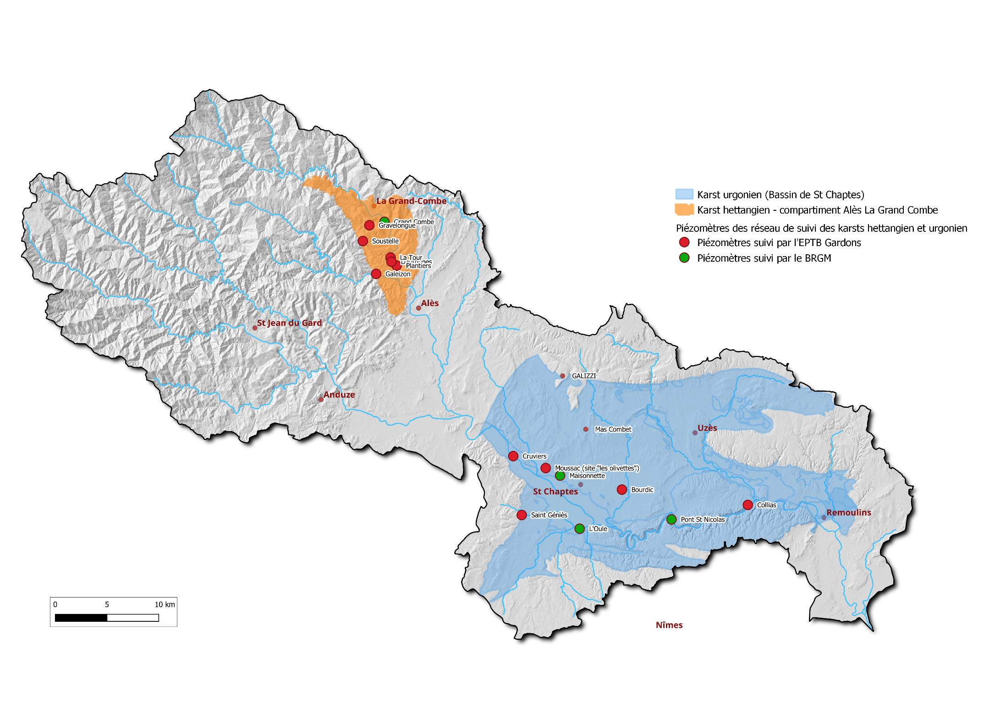 Karst urgonien (Bassin de St Chaptes)
Karst hettangien - compartiment Alès La Grand Combe
Piézomètres des réseau de suivi des karsts hettangien et urgonien
Piézomètres suivi par l'EPTB Gardons
Piézomètres suivi par le BRGM
La Grand-Combe
Grand Combe
Gravelongue
Soustelle
La Tour
Plantiers
Galeizon
Alès
St Jean du Gard
GALIZZI
Anduze
Uzès
Mas Combet
Cruviers
Moussac (site "les olivettes")
Maisonnette
St Chaptes
Bourdic
Collias
Remoulins
Saint Géniès
Pont St Nicolas
L'Oule
0 5 10 km
Nîmes